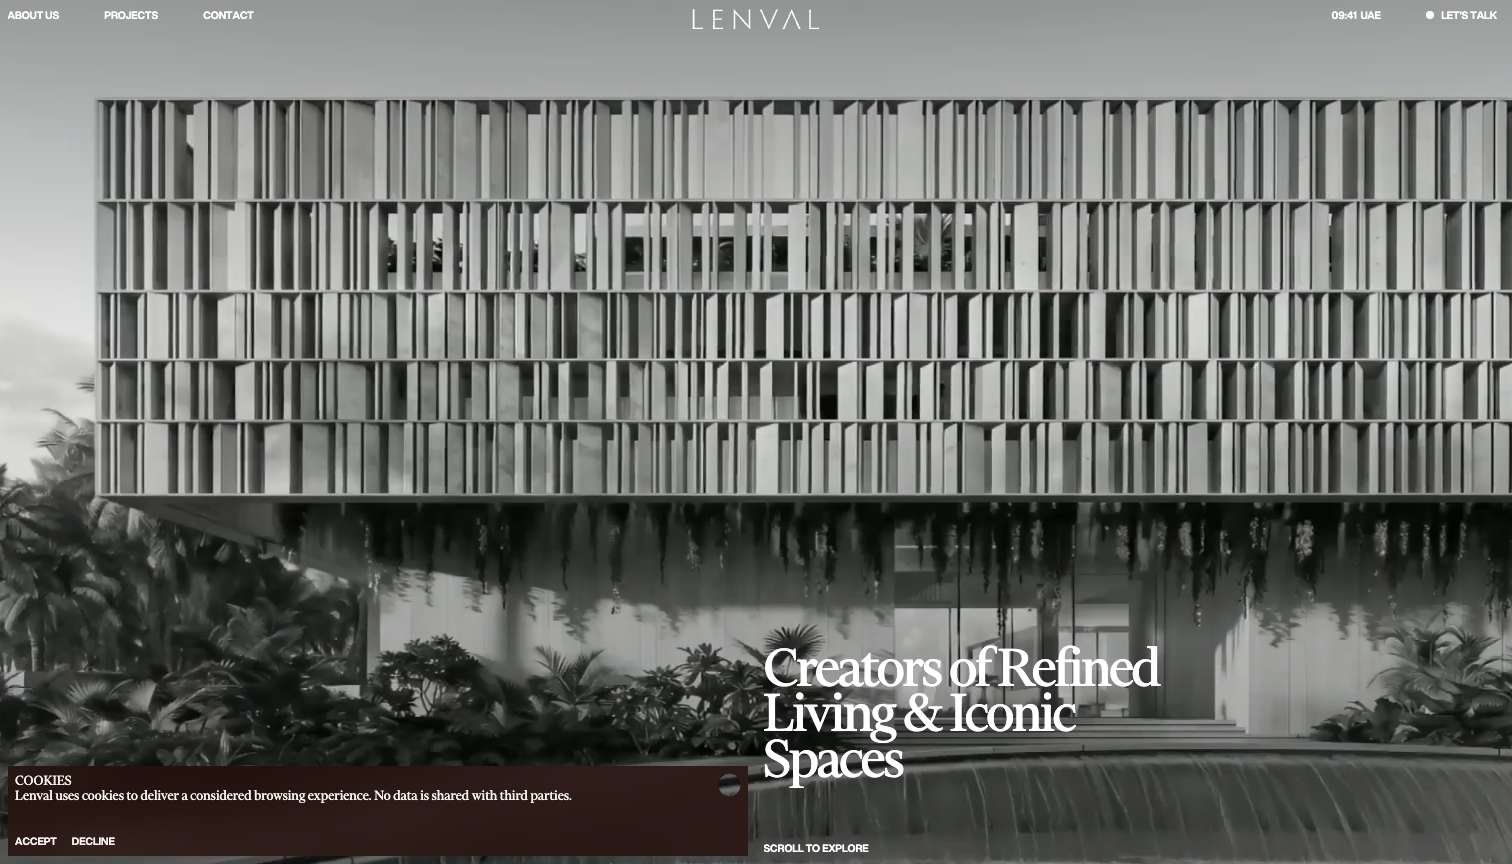 ABOUT US
PROJECTS
CONTACT
LENVAL
09:41 UAE
LET'S TALK
Creators of Refined
Living & Iconic
Spaces
COOKIES
Lenval uses cookies to deliver a considered browsing experience. No data is shared with third parties.
ACCEPT
DECLINE
SCROLL TO EXPLORE